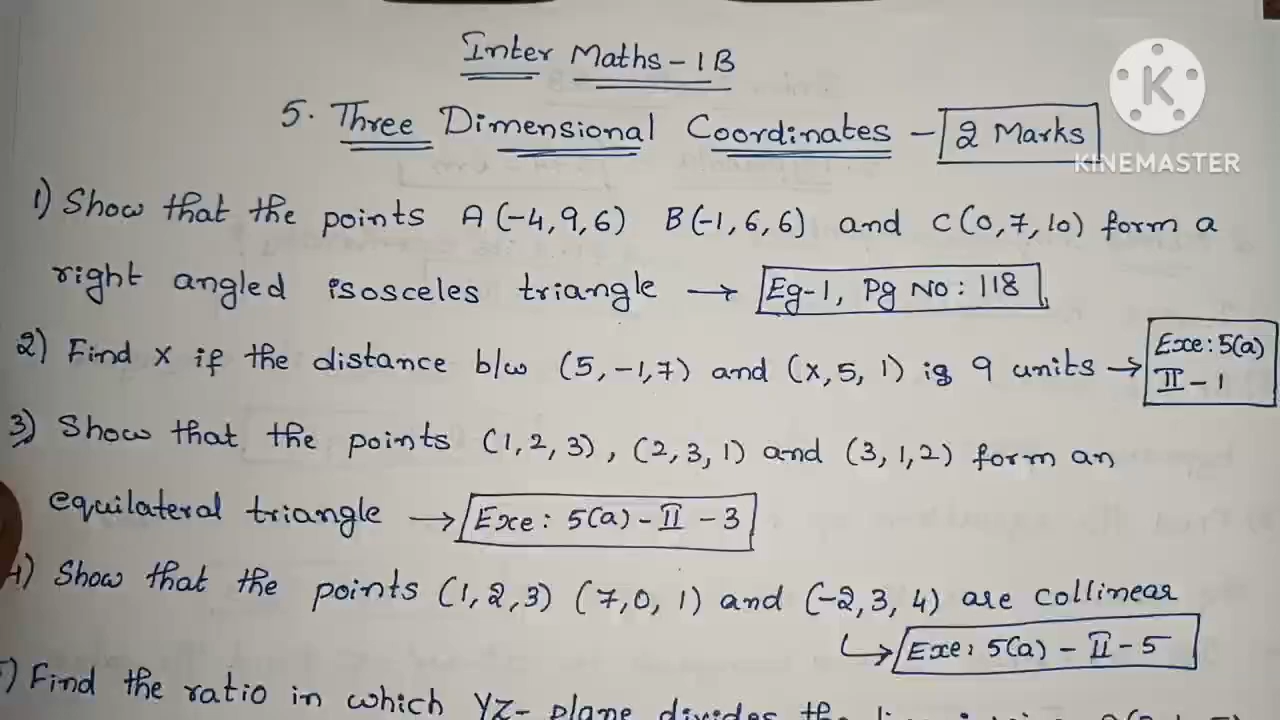 Inter Maths - 1B
5. Three Dimensional Coordinates - 2 Marks
K
KINEMASTER
1) Show that the points A(-4,9,6) B(-1,6,6) and C(0,7,10) form a
right angled isosceles triangle → Eg-1, Pg No: 118
2) Find x if the distance b/w (5,-1,7) and (x,5,1) is 9 units → Exe: 5(a)
II - 1
3) Show that the points (1,2,3), (2,3,1) and (3,1,2) form an
equilateral triangle → Exe: 5(a) - II - 3
4) Show that the points (1,2,3) (7,0,1) and (-2,3,4) are collinear
↳ Exe: 5(a) - II - 5
) Find the ratio in which YZ- plane divides the